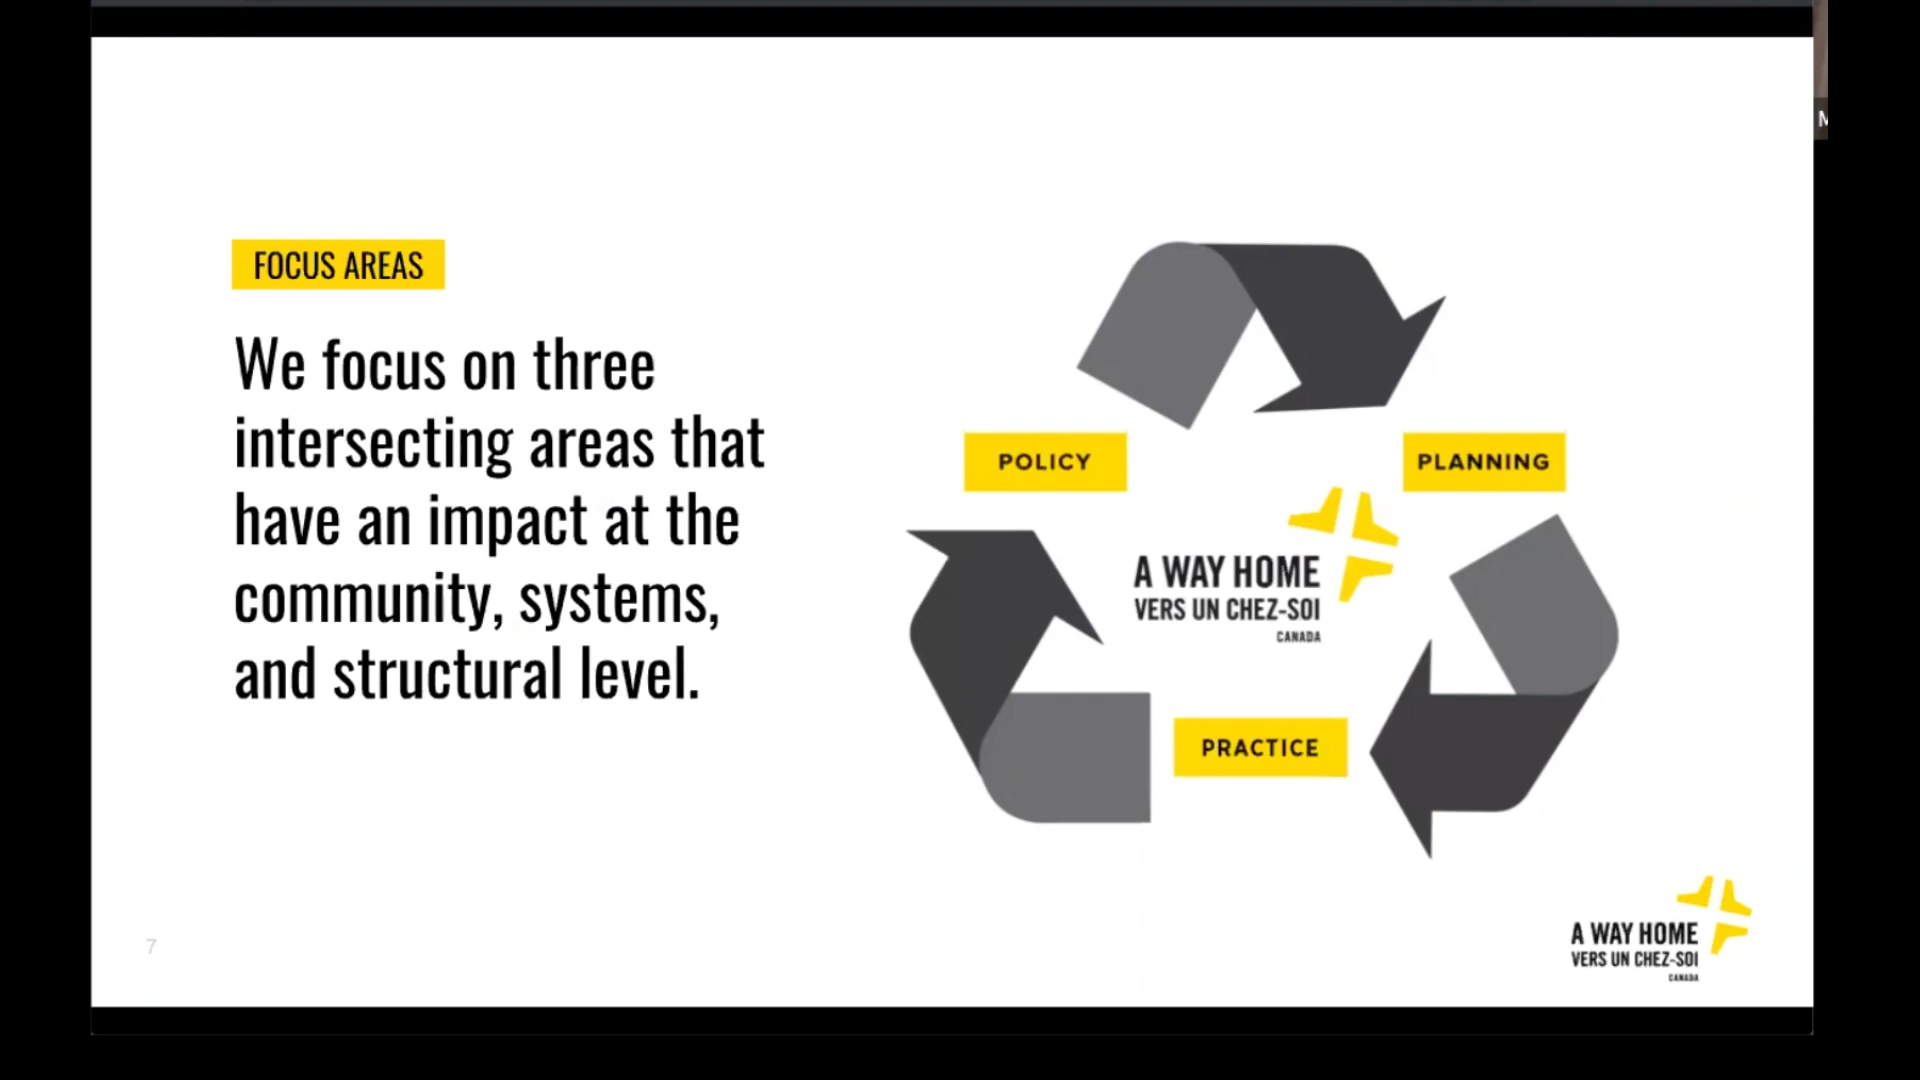 FOCUS AREAS
We focus on three
intersecting areas that
have an impact at the
community, systems,
and structural level.
POLICY
PLANNING
A WAY HOME
VERS UN CHEZ-SOI
CANADA
PRACTICE
7
A WAY HOME
VERS UN CHEZ-SOI
CANADA